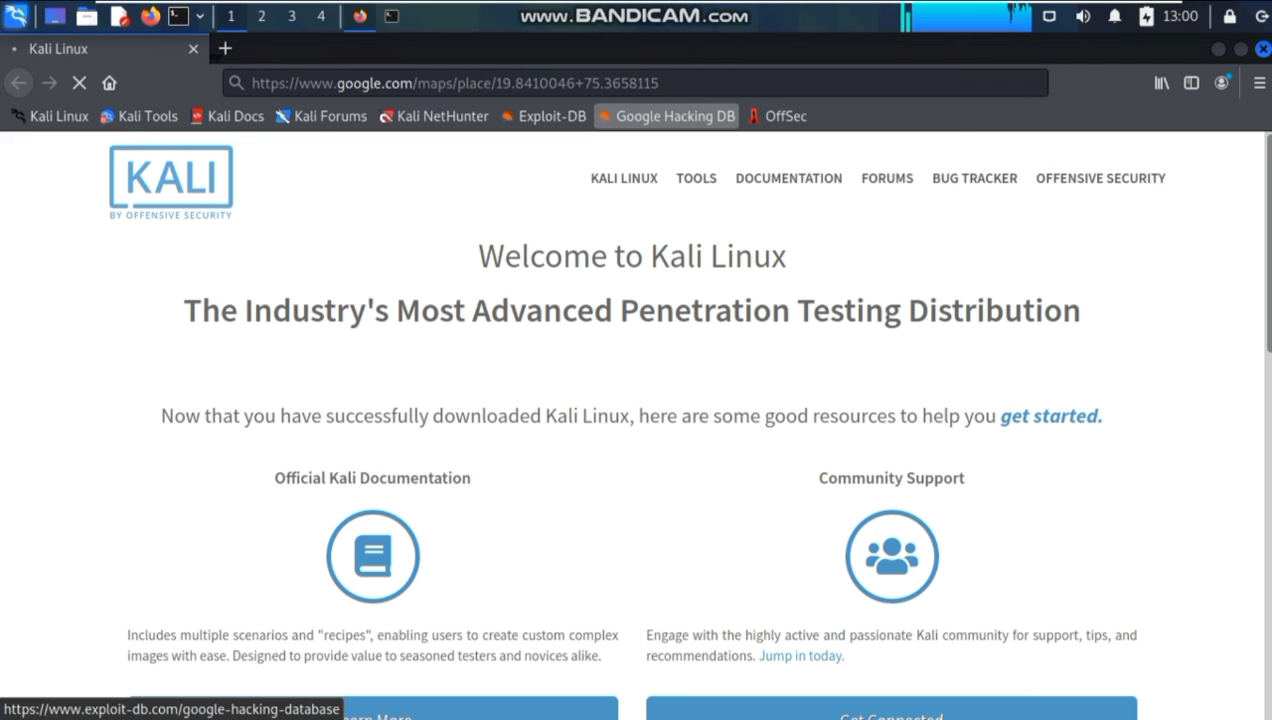 1 2 3 4 www.BANDICAM.com 13:00
Kali Linux
https://www.google.com/maps/place/19.8410046+75.3658115
Kali Linux Kali Tools Kali Docs Kali Forums Kali NetHunter Exploit-DB Google Hacking DB OffSec
KALI
BY OFFENSIVE SECURITY
KALI LINUX TOOLS DOCUMENTATION FORUMS BUG TRACKER OFFENSIVE SECURITY
Welcome to Kali Linux
The Industry's Most Advanced Penetration Testing Distribution
Now that you have successfully downloaded Kali Linux, here are some good resources to help you get started.
Official Kali Documentation
Community Support
Includes multiple scenarios and "recipes", enabling users to create custom complex
images with ease. Designed to provide value to seasoned testers and novices alike.
Engage with the highly active and passionate Kali community for support, tips, and
recommendations. Jump in today.
https://www.exploit-db.com/google-hacking-database
More
Get Connected